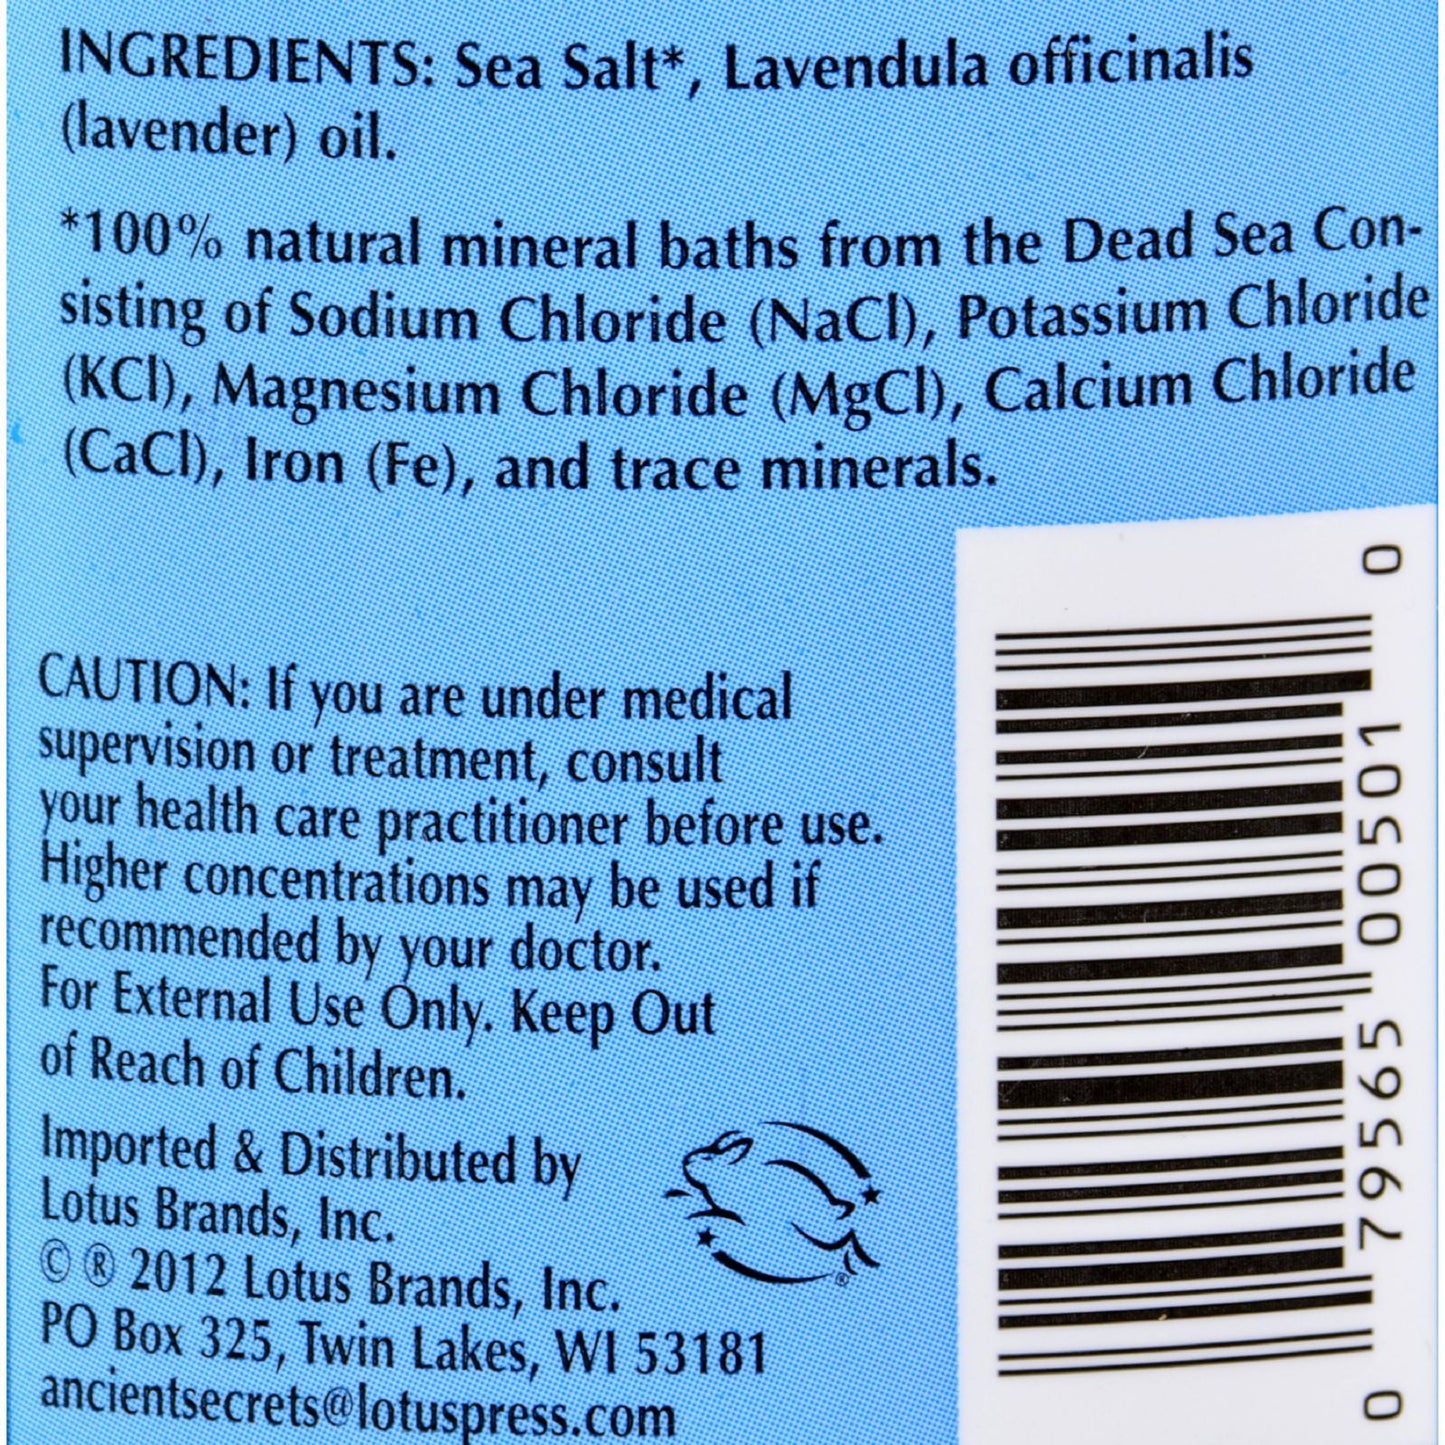 INGREDIENTS: Sea Salt*, Lavendula officinalis
(lavender) oil.
*100% natural mineral baths from the Dead Sea Con-
sisting of Sodium Chloride (NaCl), Potassium Chloride
(KCl), Magnesium Chloride (MgCl), Calcium Chloride
(CaCl), Iron (Fe), and trace minerals.
CAUTION: If you are under medical
supervision or treatment, consult
your health care practitioner before use.
Higher concentrations may be used if
recommended by your doctor.
For External Use Only. Keep Out
of Reach of Children.
Imported & Distributed by
Lotus Brands, Inc.
© ® 2012 Lotus Brands, Inc.
PO Box 325, Twin Lakes, WI 53181
ancientsecrets@lotuspress.com
®
0 79565 00501 0